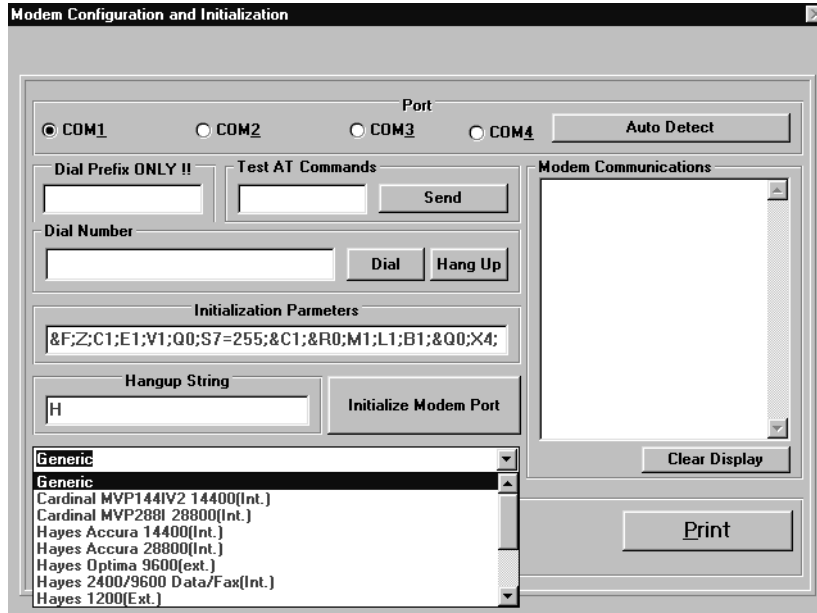 Modem Configuration and Initialization
Port
COM1
COM2
COM3
COM4
Auto Detect
Dial Prefix ONLY !!
Test AT Commands
Send
Modem Communications
Dial Number
Dial
Hang Up
Initialization Parmeters
&F;Z;C1;E1;V1;Q0;S7=255;&C1;&R0;M1;L1;B1;&Q0;X4;
Hangup String
H
Initialize Modem Port
Clear Display
Generic
Generic
Cardinal MVP144IV2 14400(Int.)
Cardinal MVP288I 28800(Int.)
Hayes Accura 14400(Int.)
Hayes Accura 28800(Int.)
Hayes Optima 9600(ext.)
Hayes 2400/9600 Data/Fax(Int.)
Hayes 1200(Ext.)
Print